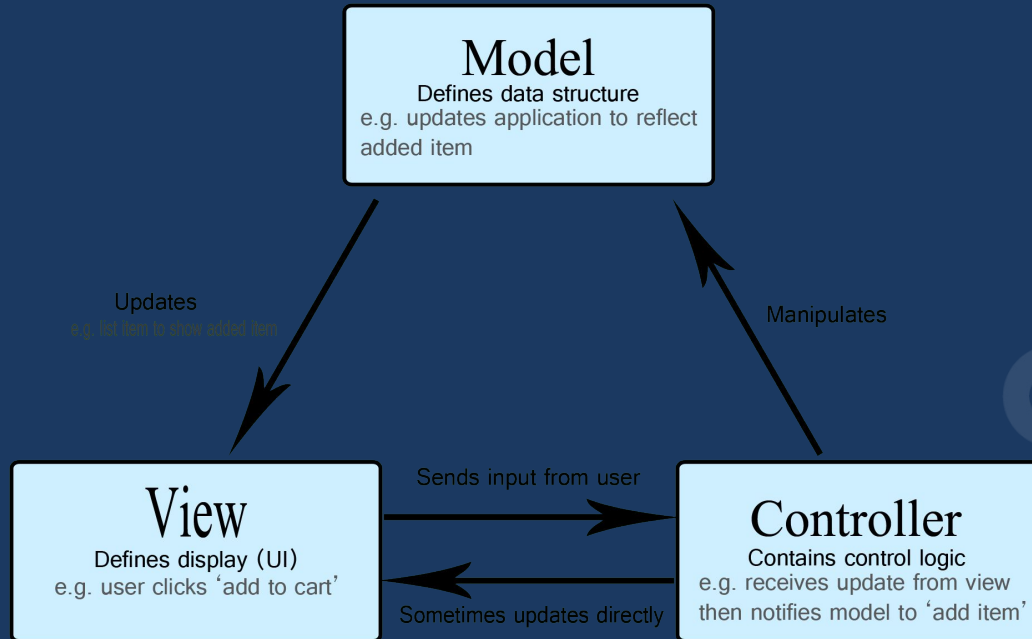 Model
Defines data structure
e.g. updates application to reflect
added item
Updates
e.g. list item to show added item
Manipulates
Sends input from user
View
Defines display (UI)
e.g. user clicks ‘add to cart’
Sometimes updates directly
Controller
Contains control logic
e.g. receives update from view
then notifies model to ‘add item’